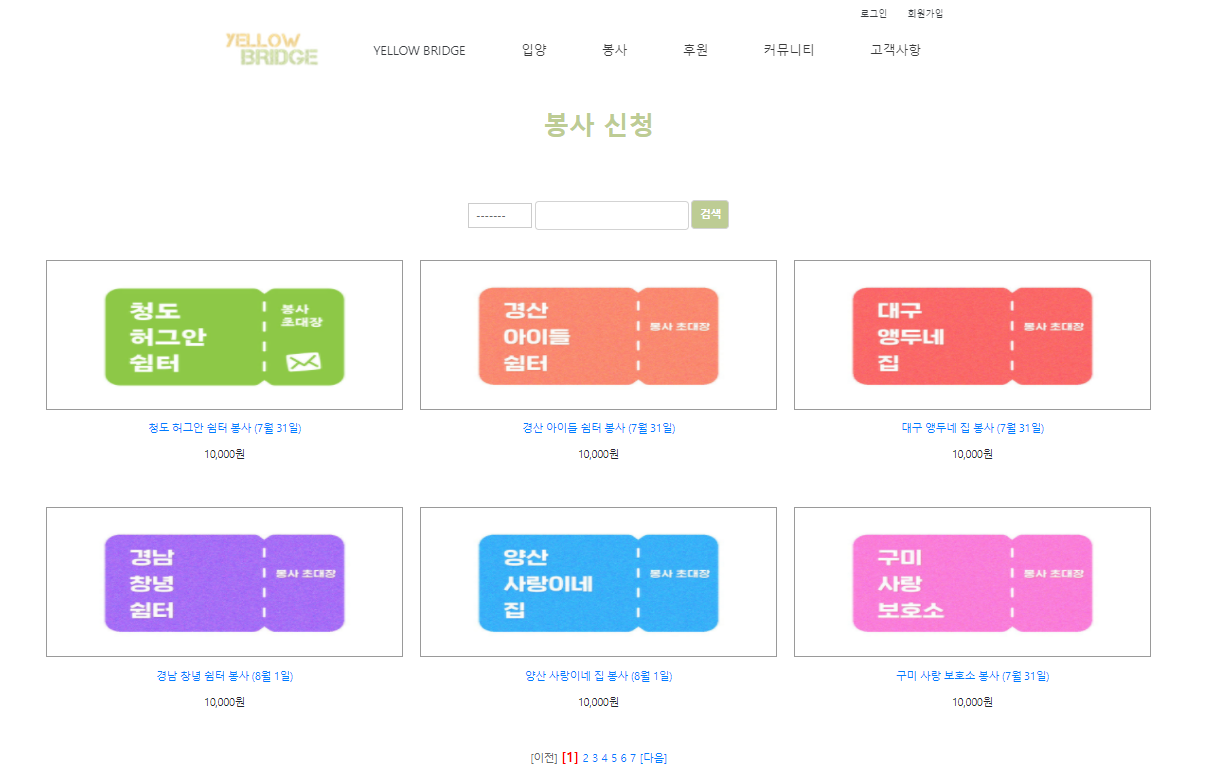 로그인 회원가입
YELLOW BRIDGE
YELLOW BRIDGE 입양 봉사 후원 커뮤니티 고객사항
봉사 신청
------- 검색
청도
허그안
쉼터
봉사
초대장
경산
아이들
쉼터
봉사 초대장
대구
앵두네
집
봉사 초대장
청도 허그안 쉼터 봉사 (7월 31일)
10,000원
경산 아이들 쉼터 봉사 (7월 31일)
10,000원
대구 앵두네 집 봉사 (7월 31일)
10,000원
경남
창녕
쉼터
봉사 초대장
양산
사랑이네
집
봉사 초대장
구미
사랑
보호소
봉사 초대장
경남 창녕 쉼터 봉사 (8월 1일)
10,000원
양산 사랑이네 집 봉사 (8월 1일)
10,000원
구미 사랑 보호소 봉사 (7월 31일)
10,000원
[이전] [1] 2 3 4 5 6 7 [다음]